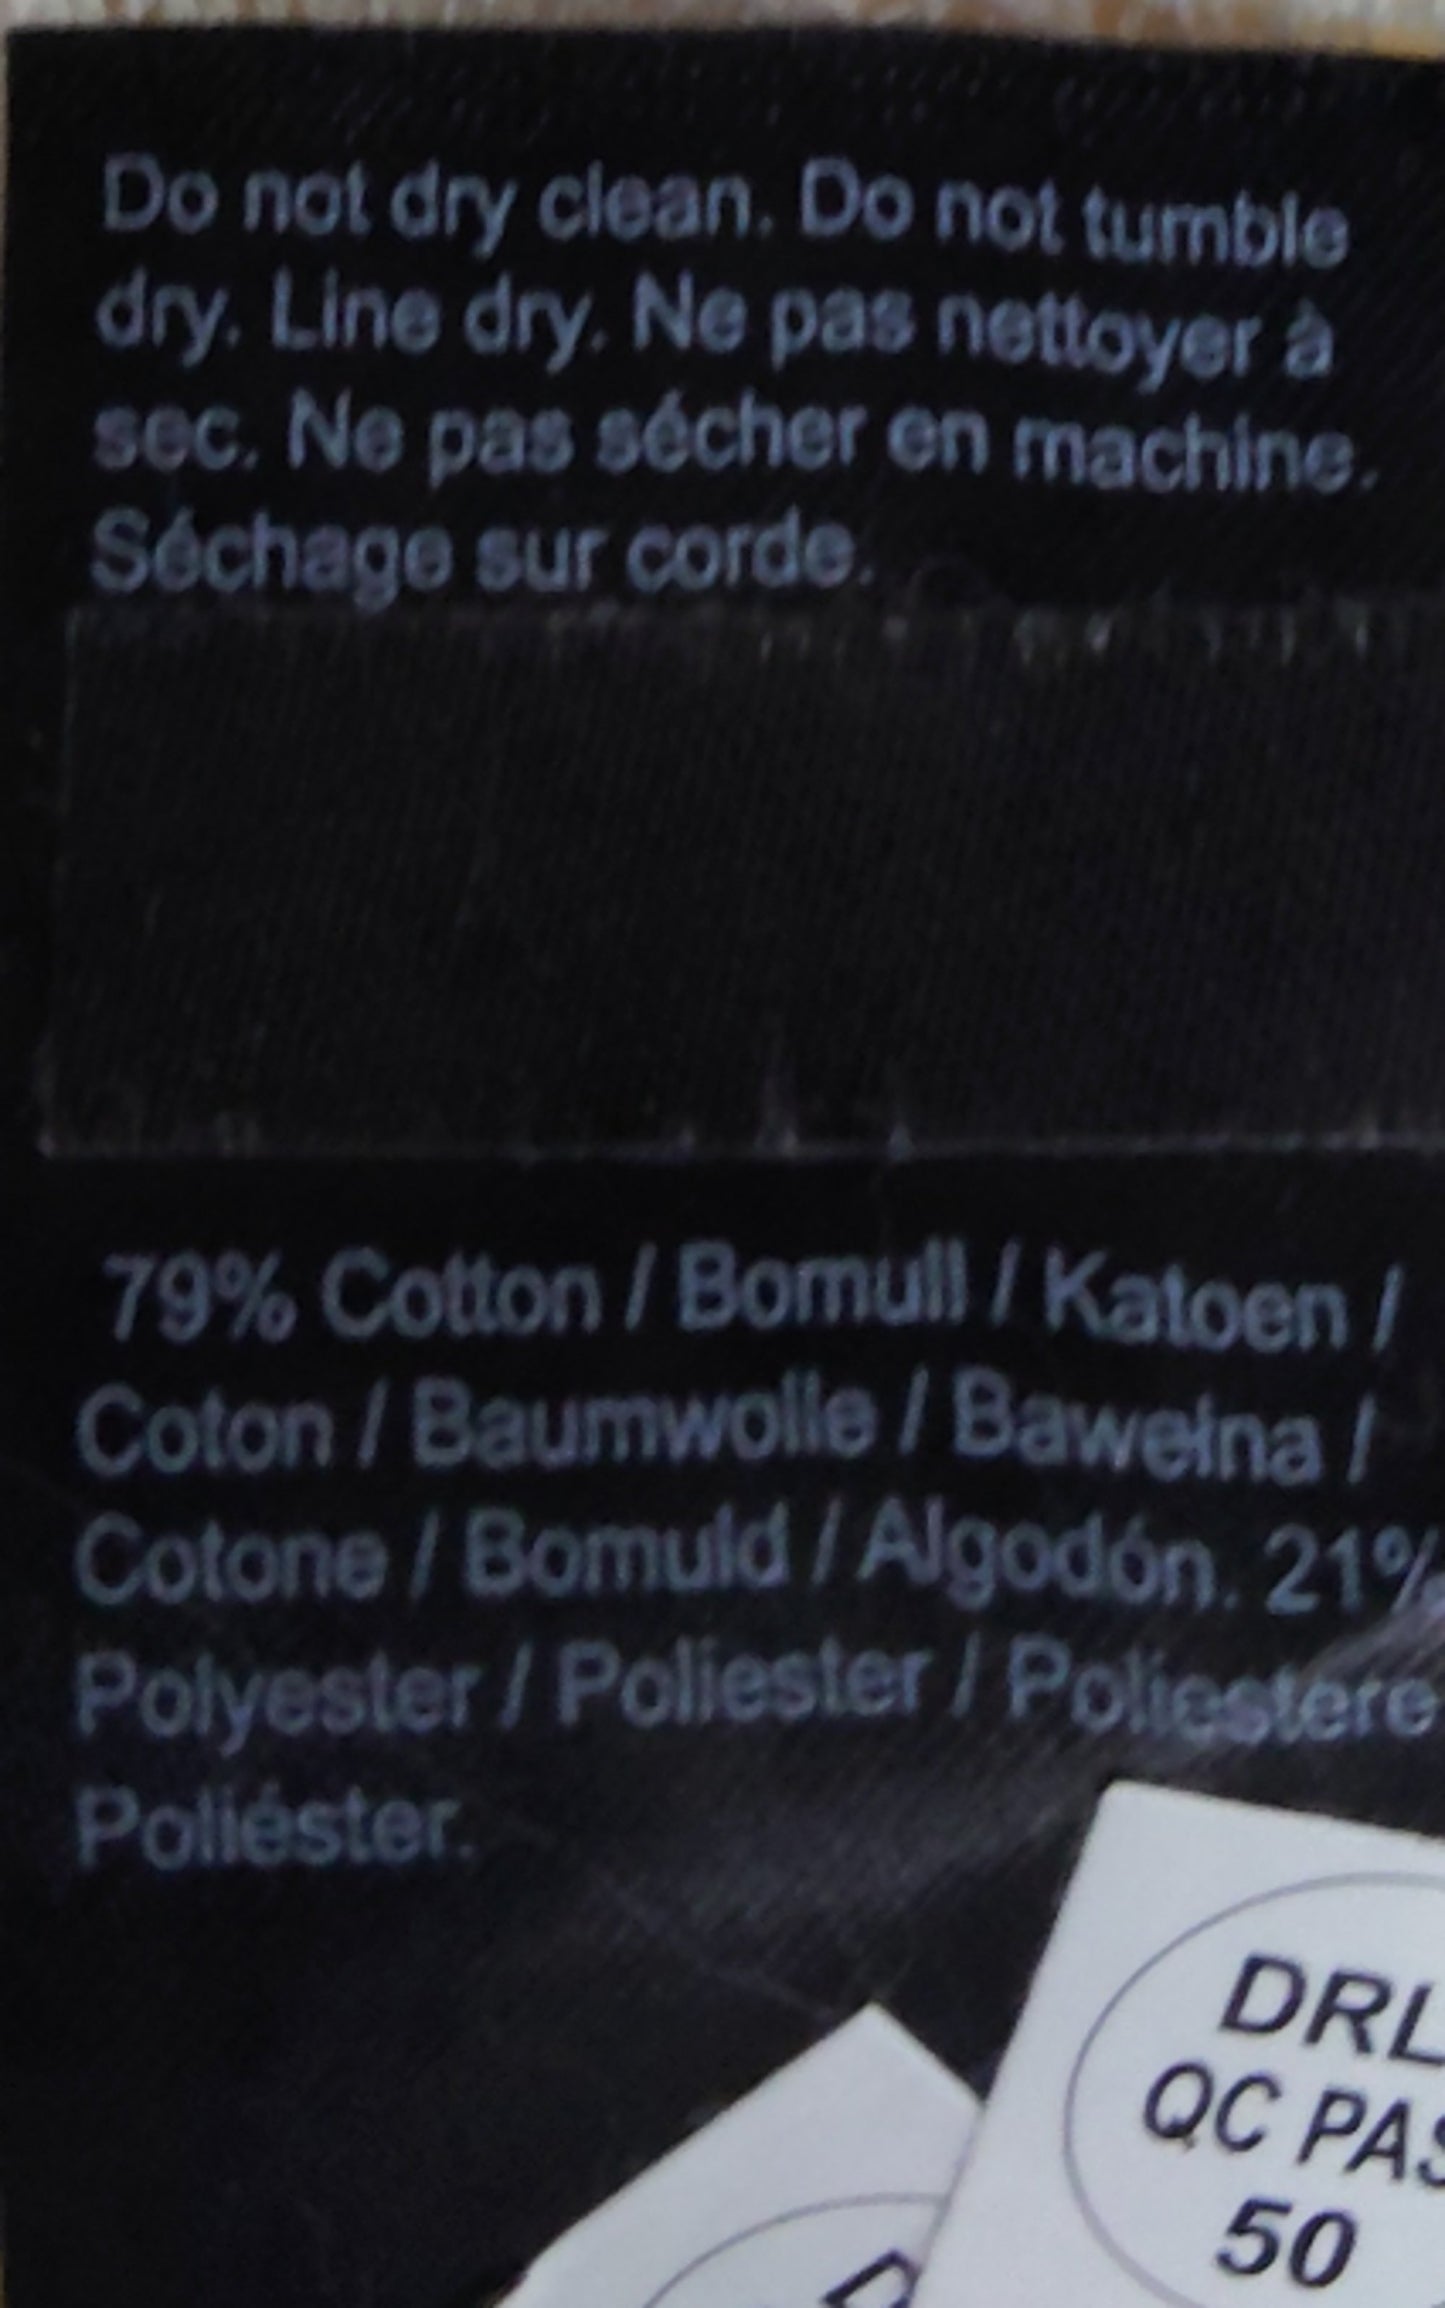 Do not dry clean. Do not tumble
dry. Line dry. Ne pas nettoyer à
sec. Ne pas sécher en machine.
Séchage sur corde.
79% Cotton / Bomull / Katoen /
Coton / Baumwolle / Bawełna /
Cotone / Bomuld / Algodón. 21%
Polyester / Poliester / Poliestere
Poliéster.
DRL
QC PAS
50
D